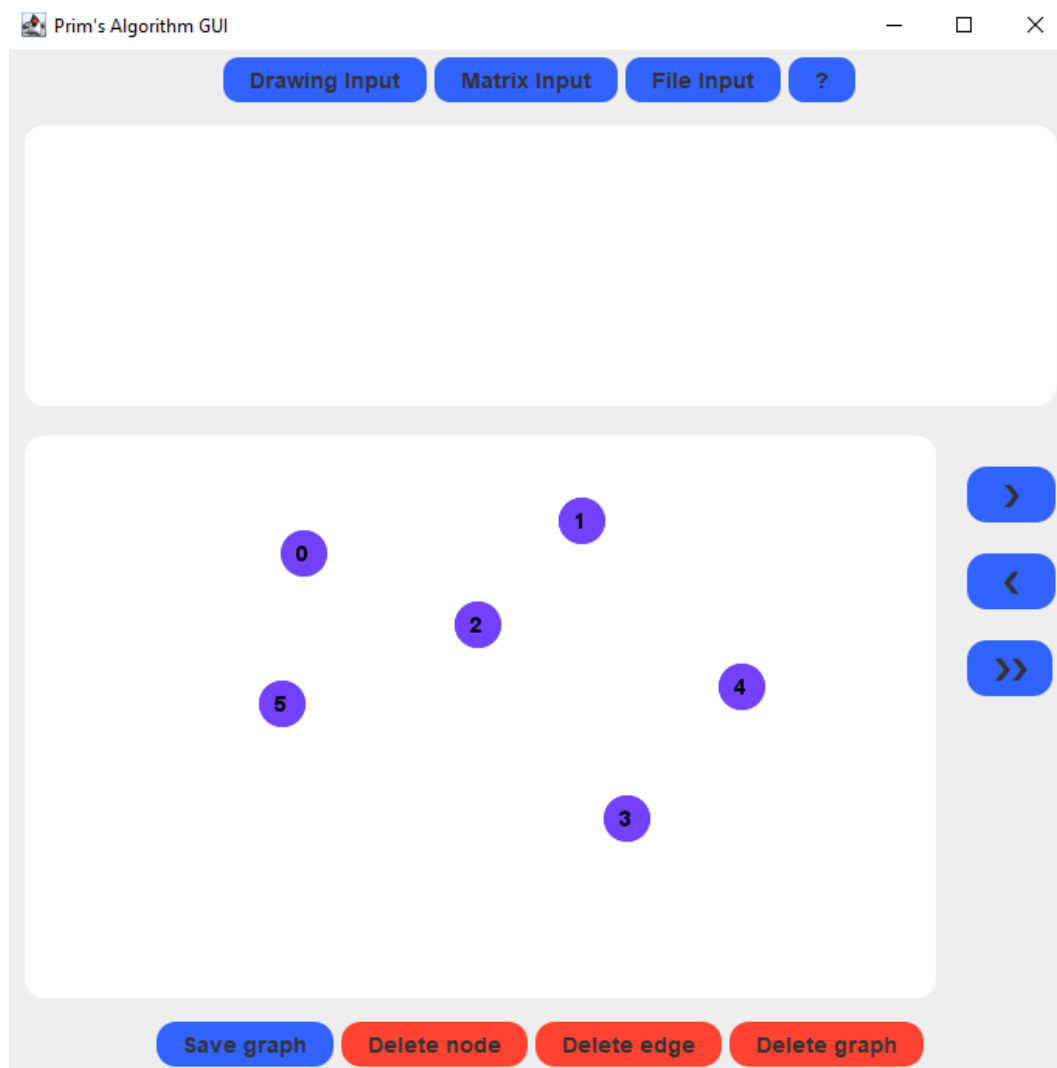 Prim's Algorithm GUI
Drawing Input Matrix Input File Input ?
1
0
2
4
5
3
Save graph Delete node Delete edge Delete graph